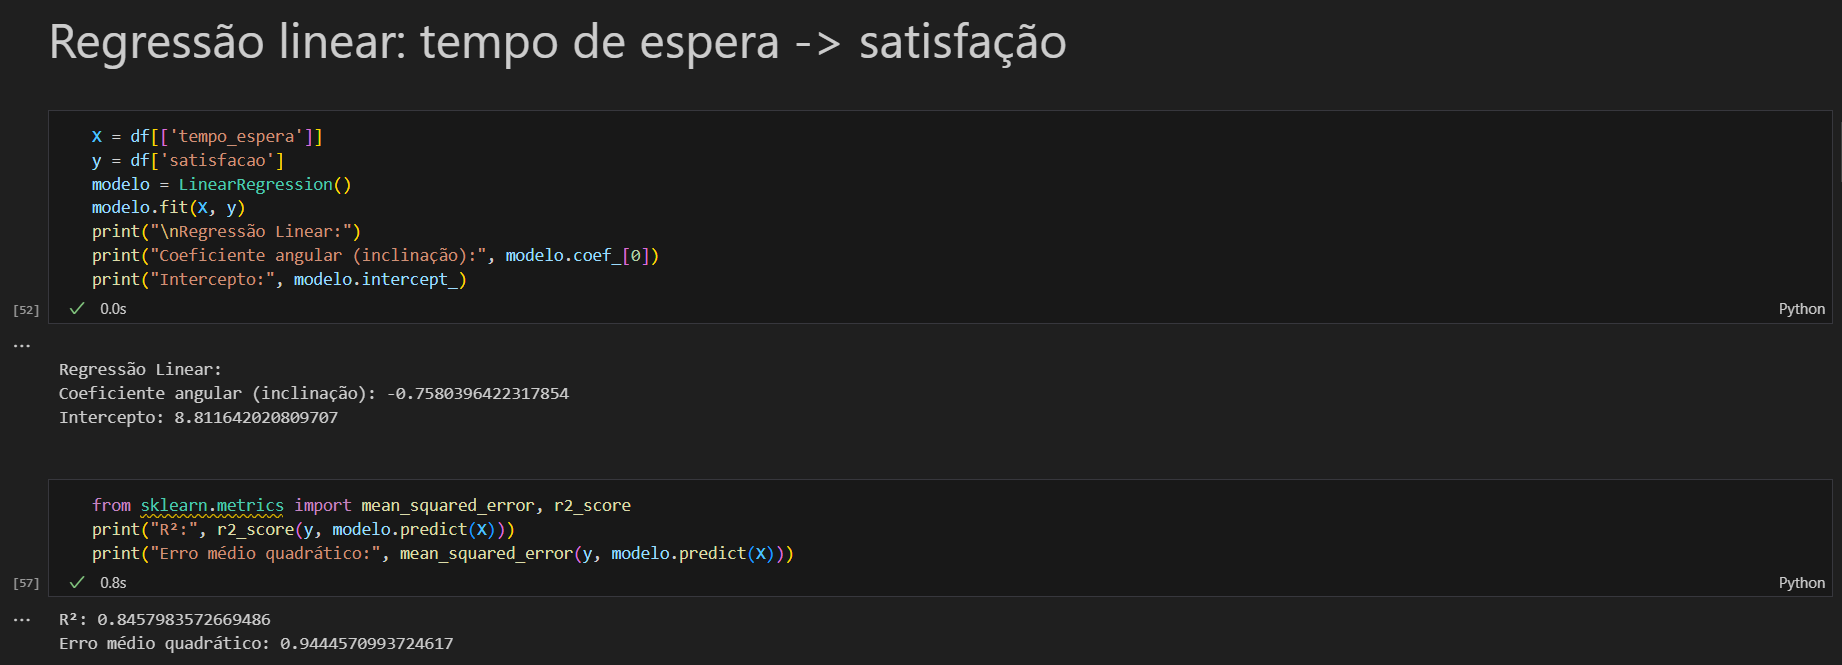 Regressão linear: tempo de espera -> satisfação
X = df[['tempo_espera']]
y = df['satisfacao']
modelo = LinearRegression()
modelo.fit(X, y)
print("\nRegressão Linear:")
print("Coeficiente angular (inclinação):", modelo.coef_[0])
print("Intercepto:", modelo.intercept_)
[52] 0.0s Python
...
Regressão Linear:
Coeficiente angular (inclinação): -0.7580396422317854
Intercepto: 8.811642020809707
from sklearn.metrics import mean_squared_error, r2_score
print("R²:", r2_score(y, modelo.predict(X)))
print("Erro médio quadrático:", mean_squared_error(y, modelo.predict(X)))
[57] 0.8s Python
... R²: 0.8457983572669486
Erro médio quadrático: 0.9444570993724617